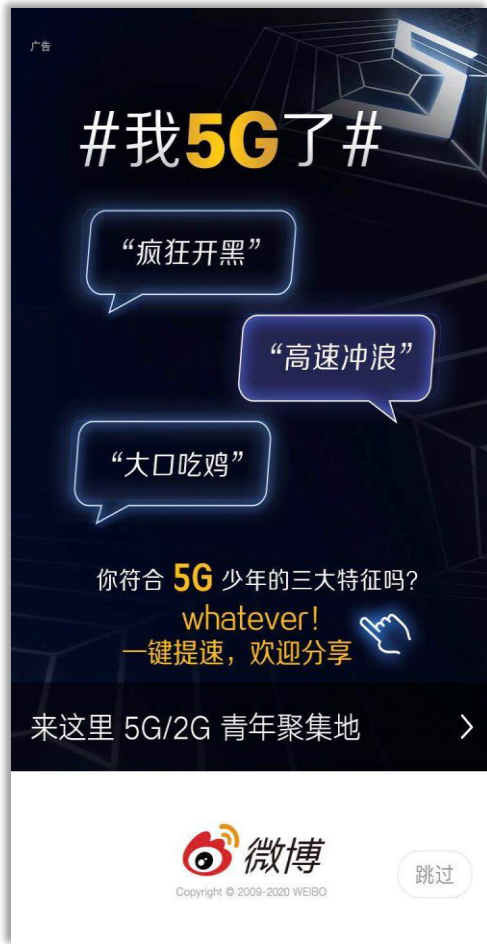 广告
#我5G了#
“疯狂开黑”
“高速冲浪”
“大口吃鸡”
你符合 5G 少年的三大特征吗？
whatever！
一键提速，欢迎分享
来这里 5G/2G 青年聚集地
微博
Copyright © 2009-2020 WEIBO
跳过